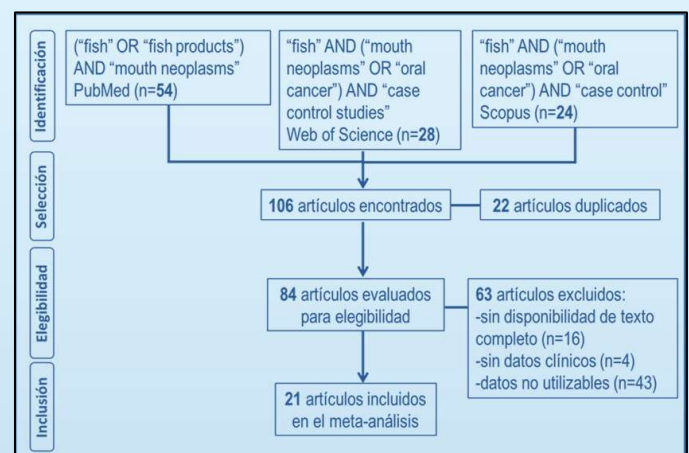 Identificación
("fish" OR "fish products")
AND "mouth neoplasms"
PubMed (n=54)
"fish" AND ("mouth
neoplasms" OR "oral
cancer") AND "case
control studies"
Web of Science (n=28)
"fish" AND ("mouth
neoplasms" OR "oral
cancer") AND "case control"
Scopus (n=24)
Selección
106 artículos encontrados
22 artículos duplicados
Elegibilidad
84 artículos evaluados
para elegibilidad
63 artículos excluidos:
-sin disponibilidad de texto
completo (n=16)
-sin datos clínicos (n=4)
-datos no utilizables (n=43)
Inclusión
21 artículos incluidos
en el meta-análisis